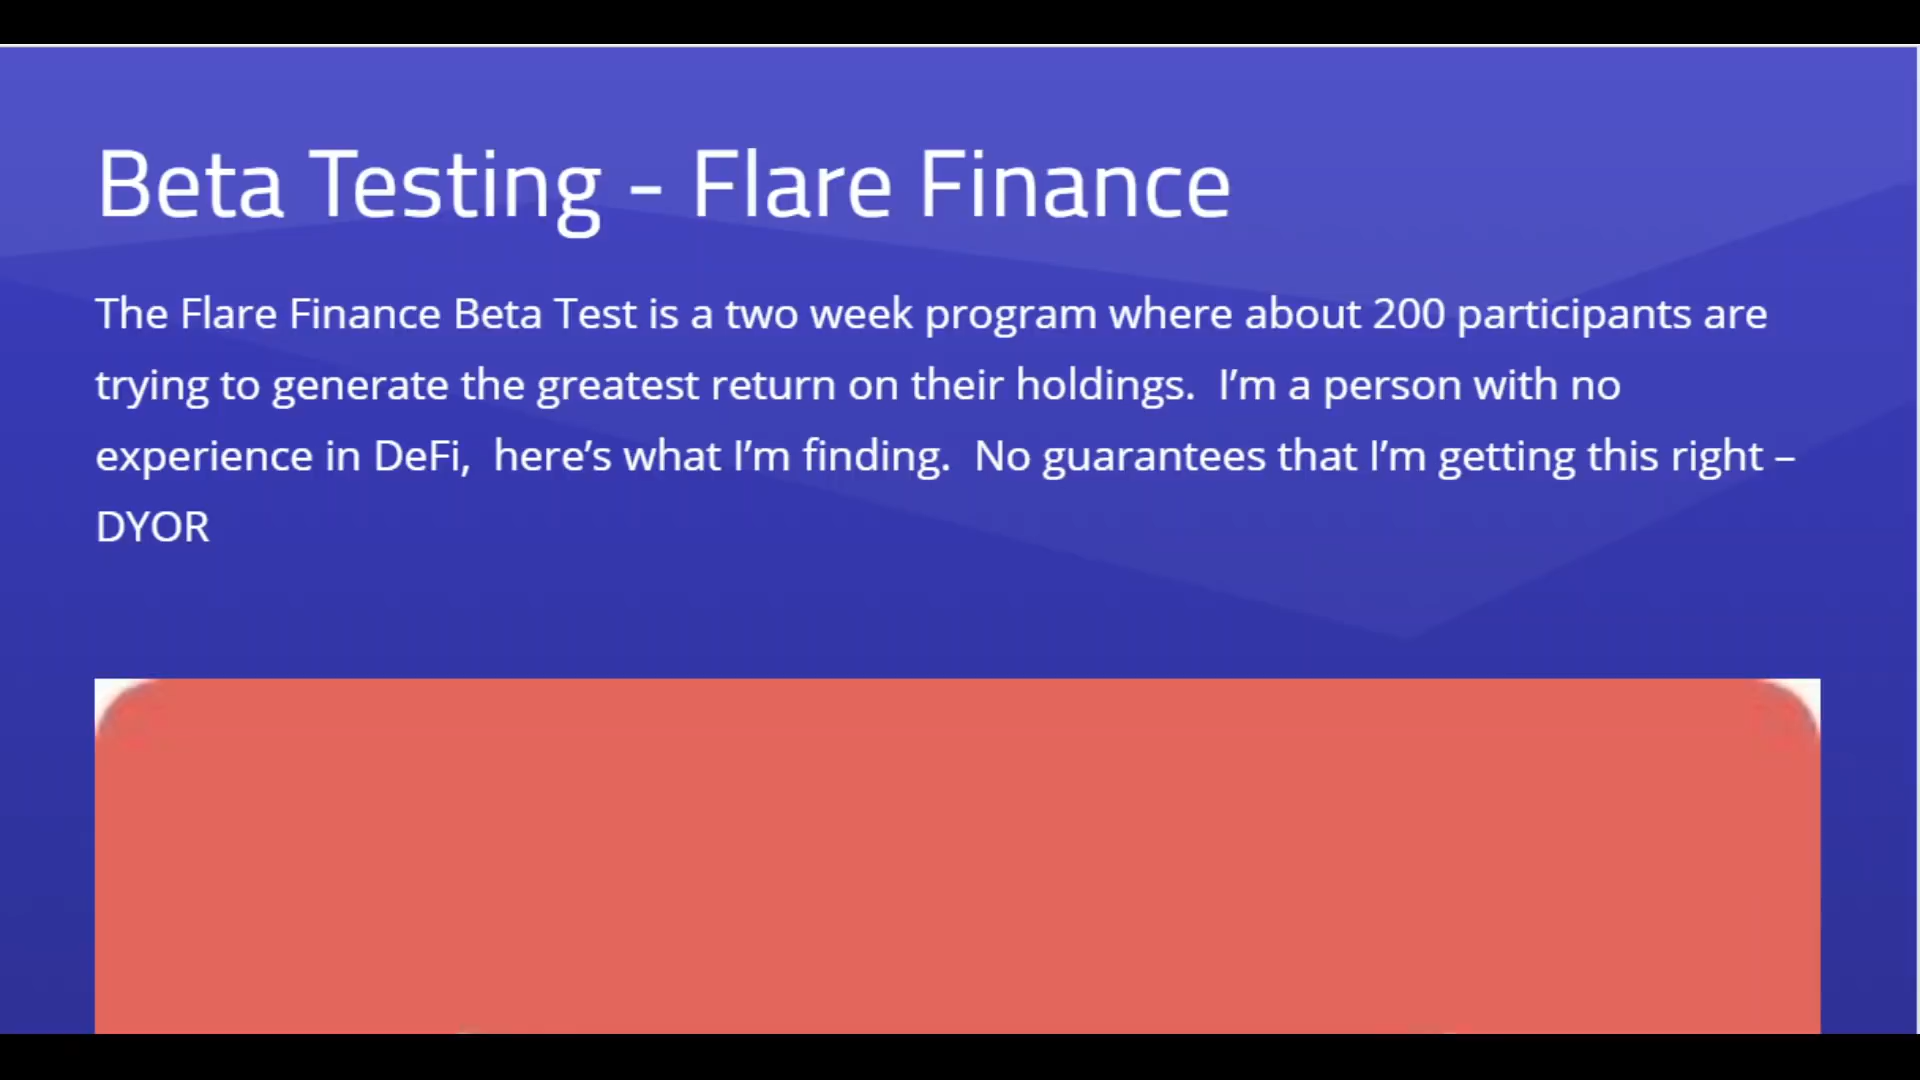 Beta Testing - Flare Finance
The Flare Finance Beta Test is a two week program where about 200 participants are
trying to generate the greatest return on their holdings.  I’m a person with no
experience in DeFi,  here’s what I’m finding.  No guarantees that I’m getting this right –
DYOR